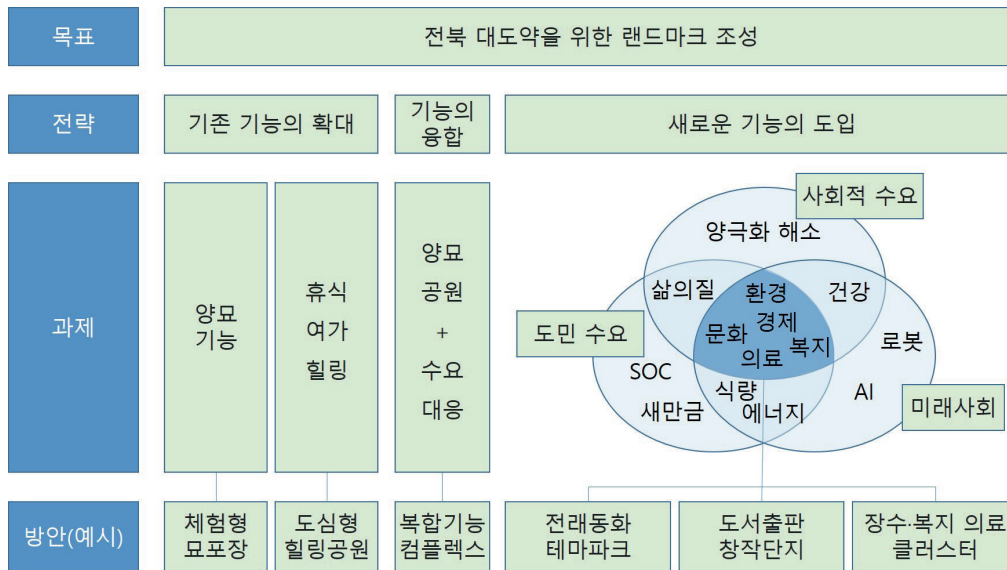 목표
전북 대도약을 위한 랜드마크 조성
전략
기존 기능의 확대
기능의
융합
새로운 기능의 도입
과제
양묘
기능
휴식
여가
힐링
양묘
공원
+
수요
대응
사회적 수요
양극화 해소
삶의질
환경
건강
도민 수요
문화
경제
복지
의료
로봇
SOC
식량
AI
새만금
에너지
미래사회
방안(예시)
체험형
묘포장
도심형
힐링공원
복합기능
컴플렉스
전래동화
테마파크
도서출판
창작단지
장수·복지 의료
클러스터